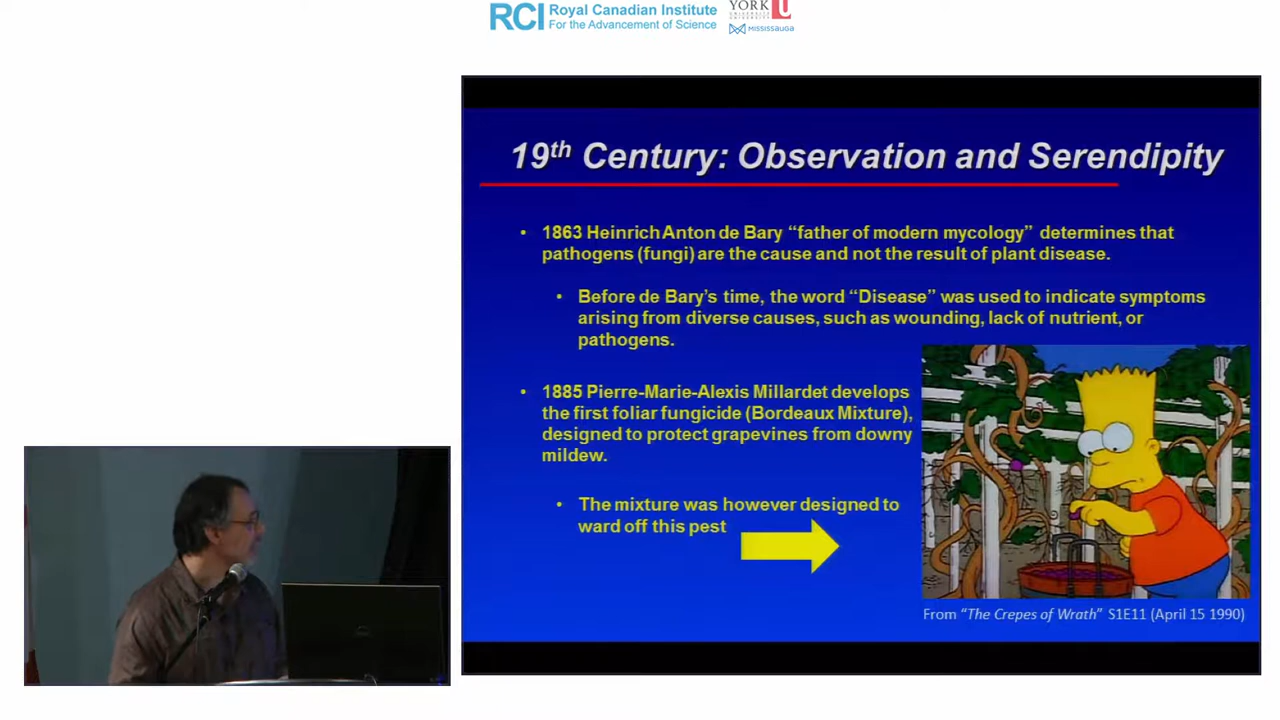 RCI Royal Canadian Institute
For the Advancement of Science
YORK U
UNIVERSITÉ
UNIVERSITY
MISSISSAUGA
19th Century: Observation and Serendipity
• 1863 Heinrich Anton de Bary “father of modern mycology” determines that
pathogens (fungi) are the cause and not the result of plant disease.
• Before de Bary’s time, the word “Disease” was used to indicate symptoms
arising from diverse causes, such as wounding, lack of nutrient, or
pathogens.
• 1885 Pierre-Marie-Alexis Millardet develops
the first foliar fungicide (Bordeaux Mixture),
designed to protect grapevines from downy
mildew.
• The mixture was however designed to
ward off this pest
From “The Crepes of Wrath” S1E11 (April 15 1990)